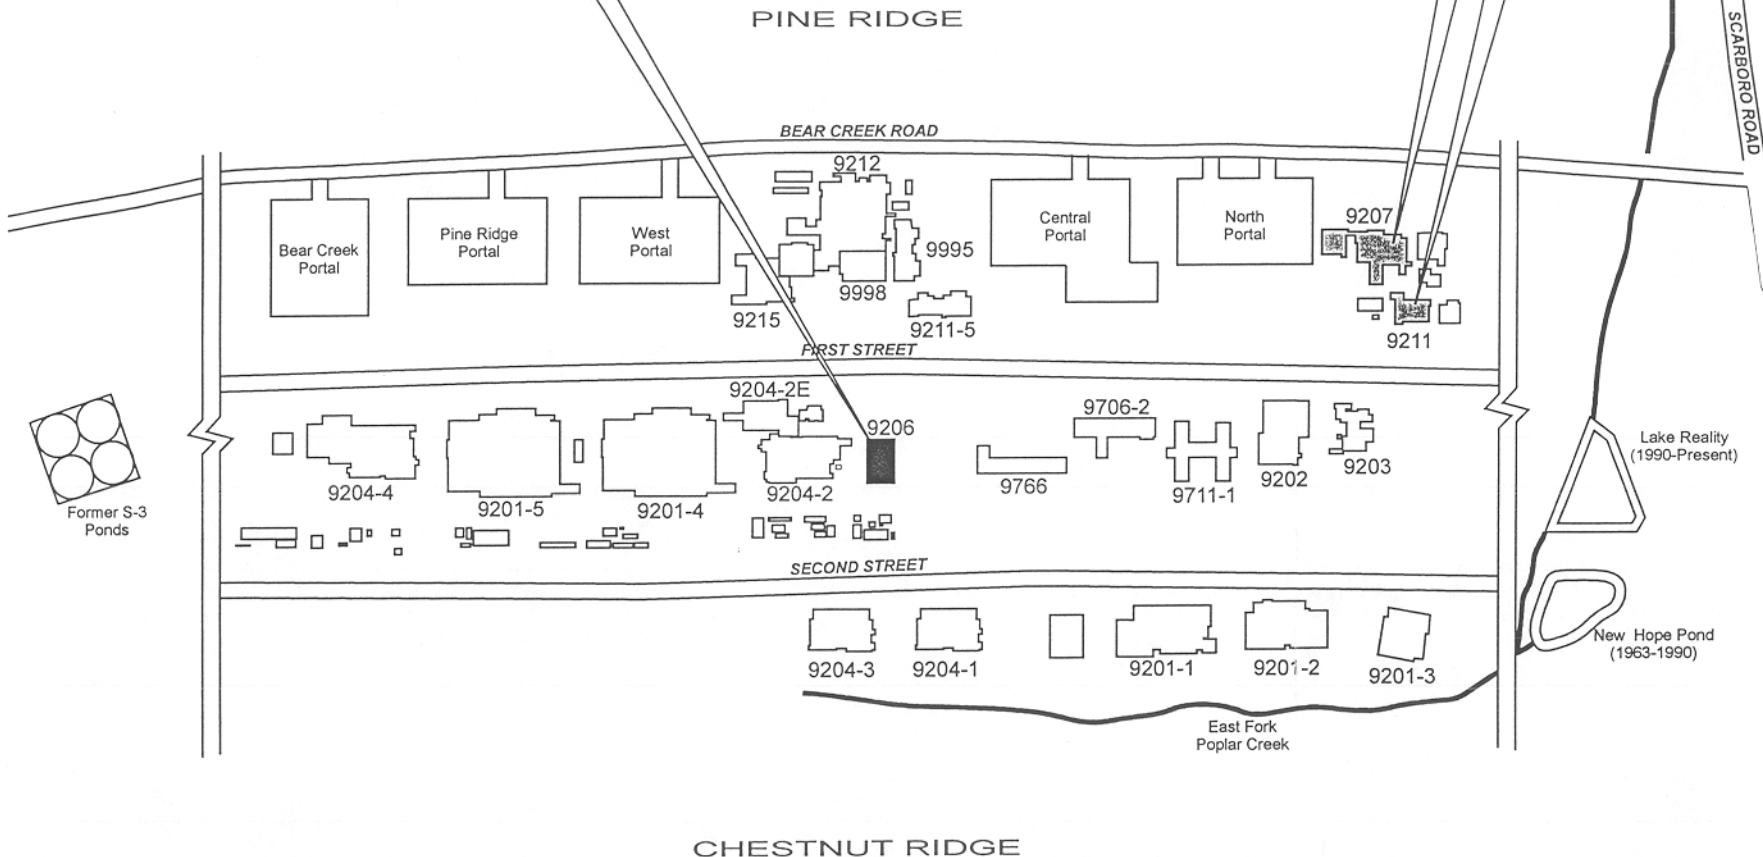 PINE RIDGE
SCARBORO ROAD
BEAR CREEK ROAD
9212
Bear Creek
Portal
Pine Ridge
Portal
West
Portal
9995
9998
9215
9211-5
Central
Portal
North
Portal
9207
9211
FIRST STREET
9204-2E
9206
9706-2
9204-4
9201-5
9201-4
9204-2
9766
9711-1
9202
9203
Former S-3
Ponds
Lake Reality
(1990-Present)
SECOND STREET
9204-3
9204-1
9201-1
9201-2
9201-3
New Hope Pond
(1963-1990)
East Fork
Poplar Creek
CHESTNUT RIDGE